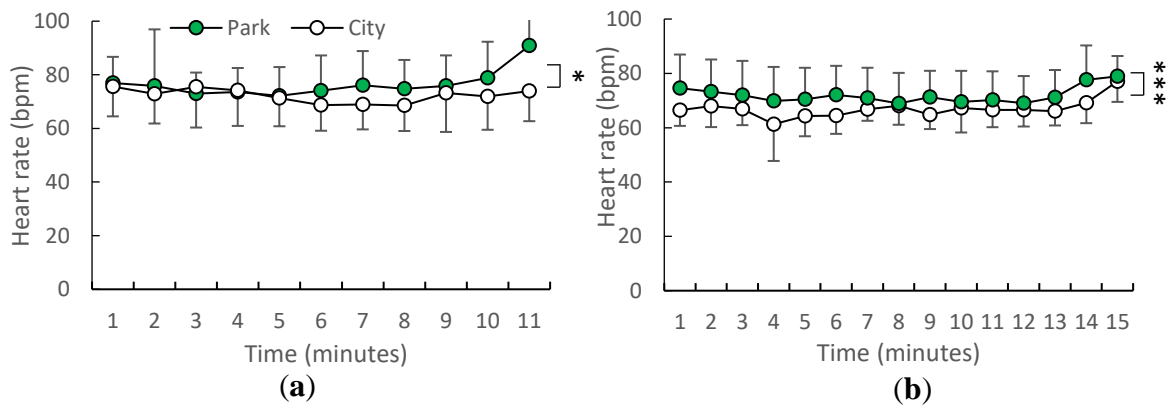 Park City
Heart rate (bpm)
100
80
60
40
20
0
*
1 2 3 4 5 6 7 8 9 10 11
Time (minutes)
(a)
Heart rate (bpm)
100
80
60
40
20
0
***
1 2 3 4 5 6 7 8 9 10 11 12 13 14 15
Time (minutes)
(b)